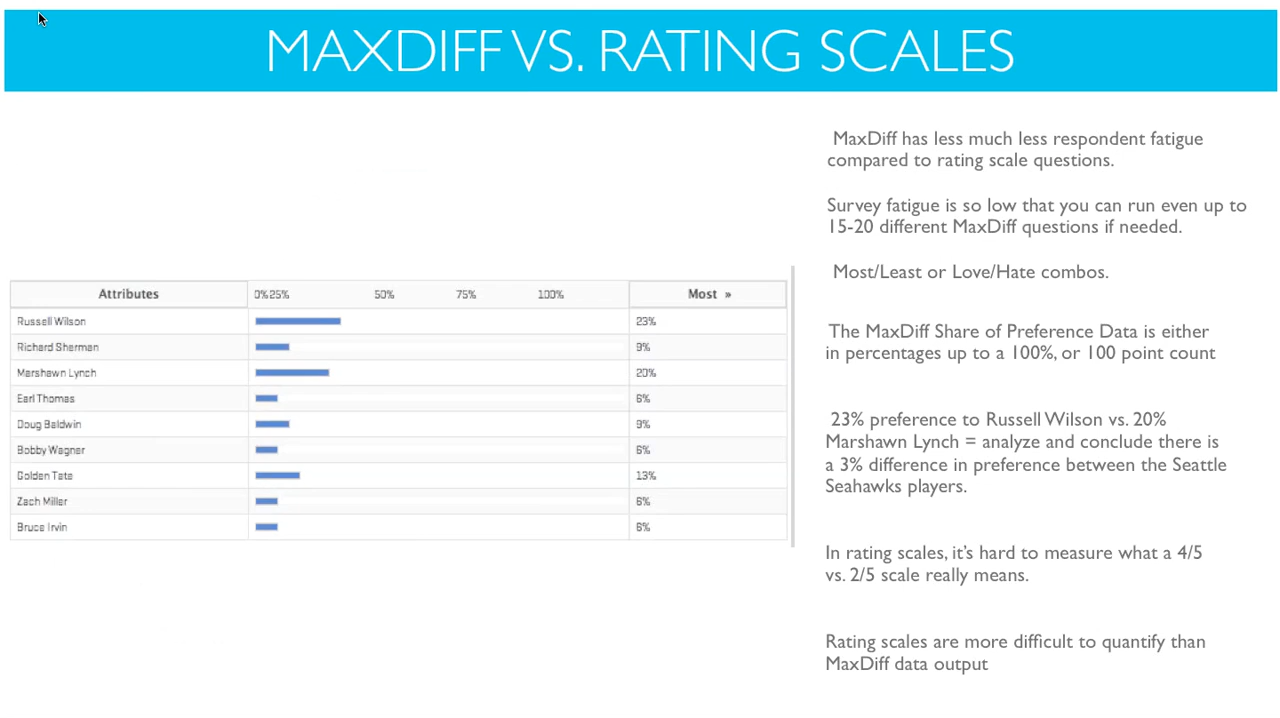 MAXDIFF VS. RATING SCALES
MaxDiff has less much less respondent fatigue
compared to rating scale questions.
Survey fatigue is so low that you can run even up to
15-20 different MaxDiff questions if needed.
Most/Least or Love/Hate combos.
The MaxDiff Share of Preference Data is either
in percentages up to a 100%, or 100 point count
23% preference to Russell Wilson vs. 20%
Marshawn Lynch = analyze and conclude there is
a 3% difference in preference between the Seattle
Seahawks players.
In rating scales, it's hard to measure what a 4/5
vs. 2/5 scale really means.
Rating scales are more difficult to quantify than
MaxDiff data output
Attributes 0% 25% 50% 75% 100% Most »
Russell Wilson 23%
Richard Sherman 9%
Marshawn Lynch 20%
Earl Thomas 6%
Doug Baldwin 9%
Bobby Wagner 6%
Golden Tate 13%
Zach Miller 6%
Bruce Irvin 6%